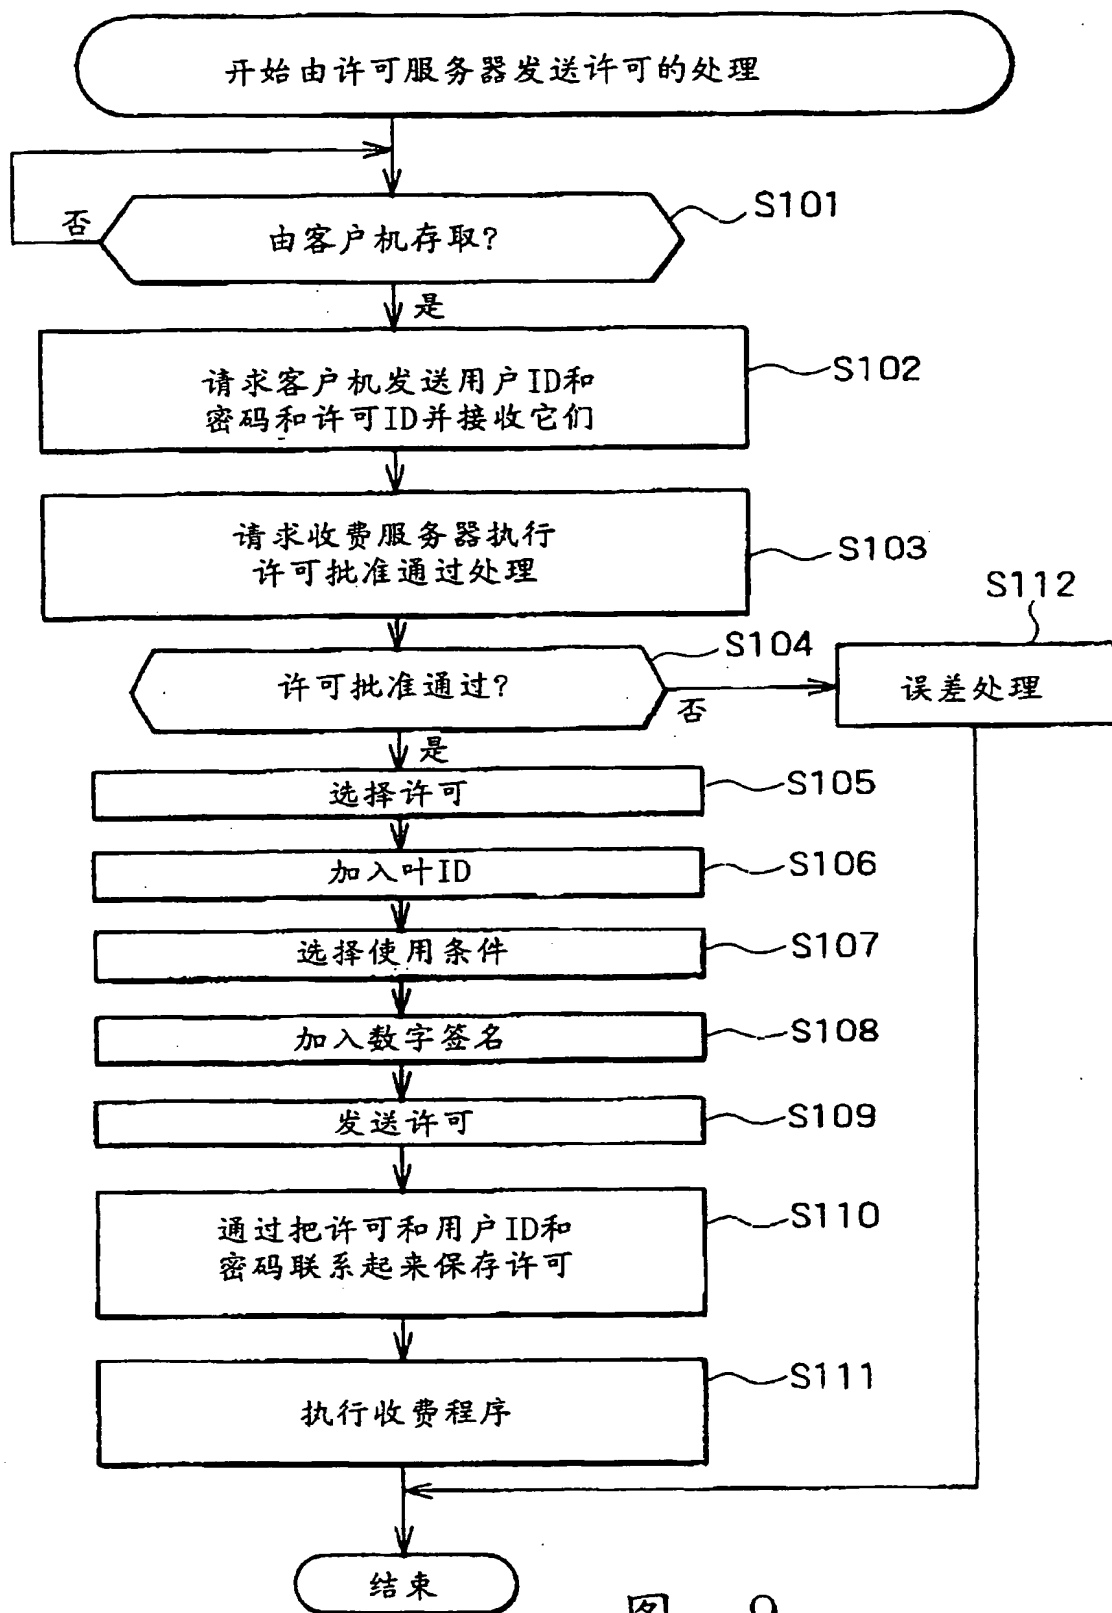 开始由许可服务器发送许可的处理
否
由客户机存取?
S101
是
请求客户机发送用户ID和
密码和许可ID并接收它们
S102
请求收费服务器执行
许可批准通过处理
S103
S112
许可批准通过?
S104
否
误差处理
是
选择许可
S105
加入叶ID
S106
选择使用条件
S107
加入数字签名
S108
发送许可
S109
通过把许可和用户ID和
密码联系起来保存许可
S110
执行收费程序
S111
结束
图 9